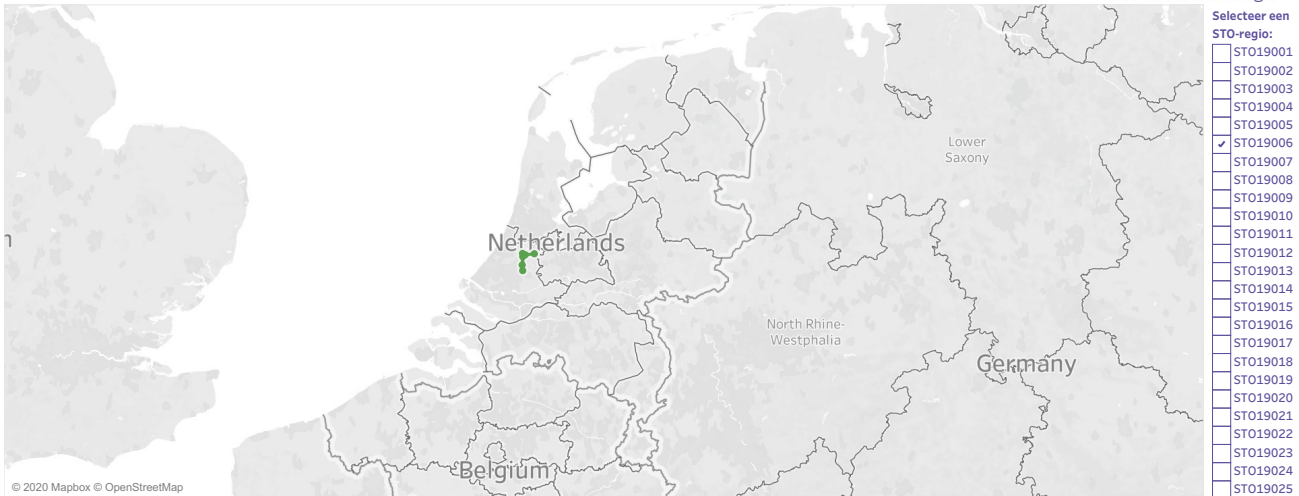 Selecteer een
STO-regio:
STO19001
STO19002
STO19003
STO19004
STO19005
STO19006
STO19007
STO19008
STO19009
STO19010
STO19011
STO19012
STO19013
STO19014
STO19015
STO19016
STO19017
STO19018
STO19019
STO19020
STO19021
STO19022
STO19023
STO19024
STO19025
Lower
Saxony
Netherlands
North Rhine-
Westphalia
Germany
Belgium
© 2020 Mapbox © OpenStreetMap